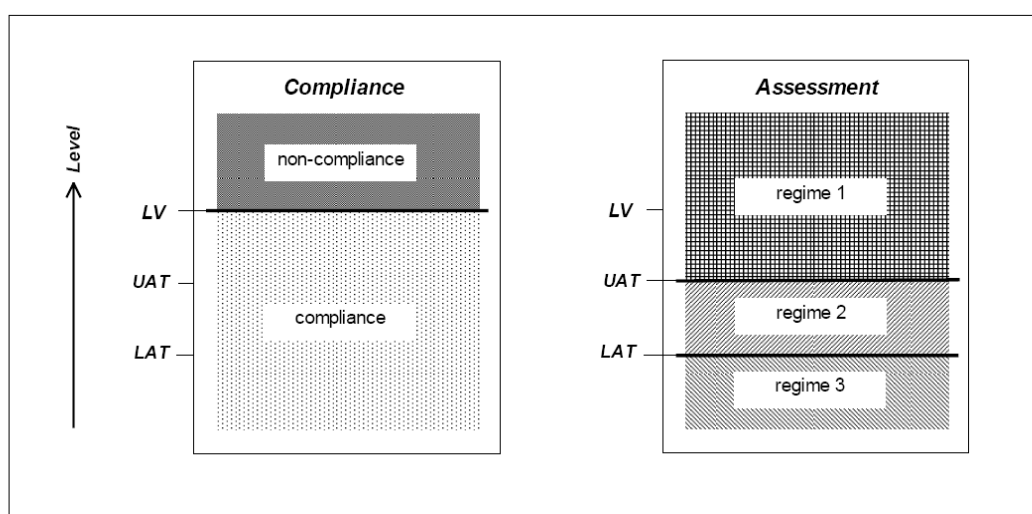 Compliance
non-compliance
compliance
Level
LV
UAT
LAT
Assessment
regime 1
regime 2
regime 3
LV
UAT
LAT